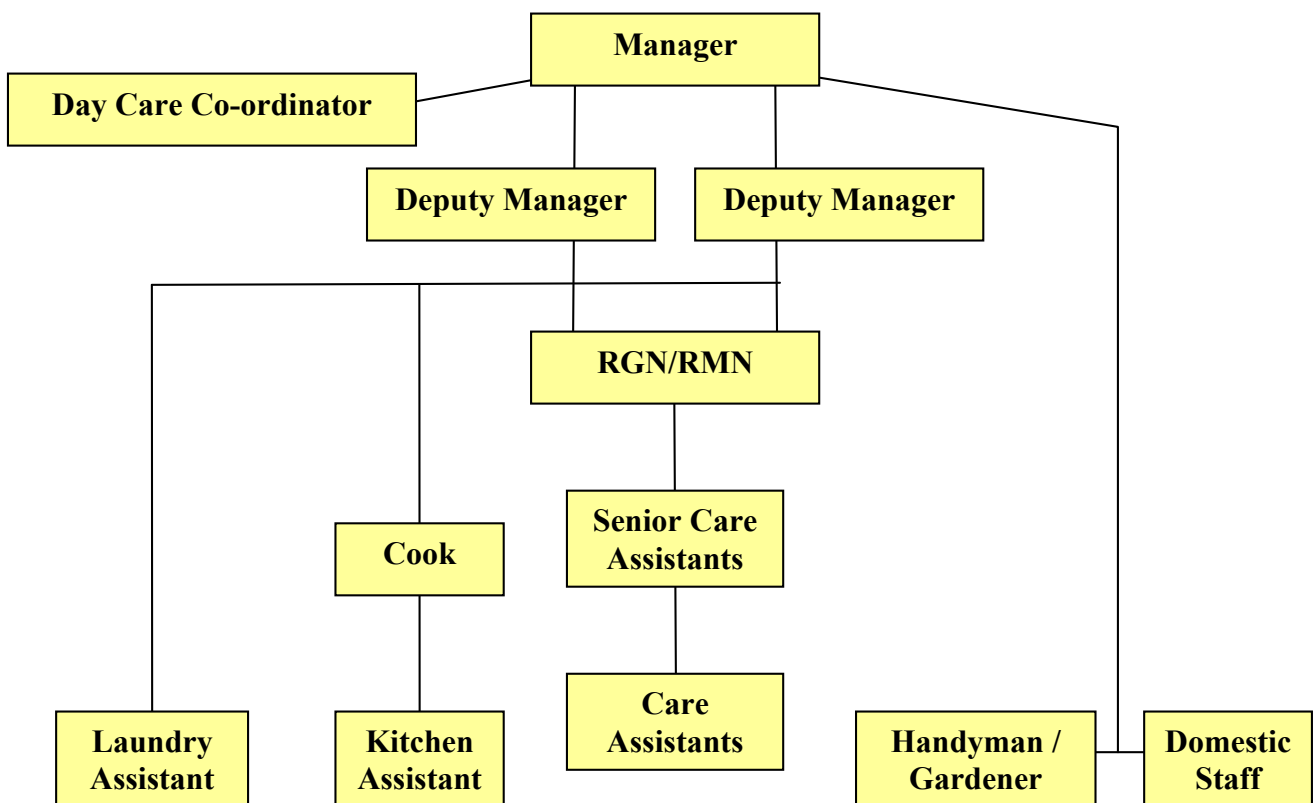 Manager
Day Care Co-ordinator
Deputy Manager
Deputy Manager
RGN/RMN
Senior Care
Assistants
Cook
Care
Assistants
Laundry
Assistant
Kitchen
Assistant
Handyman /
Gardener
Domestic
Staff